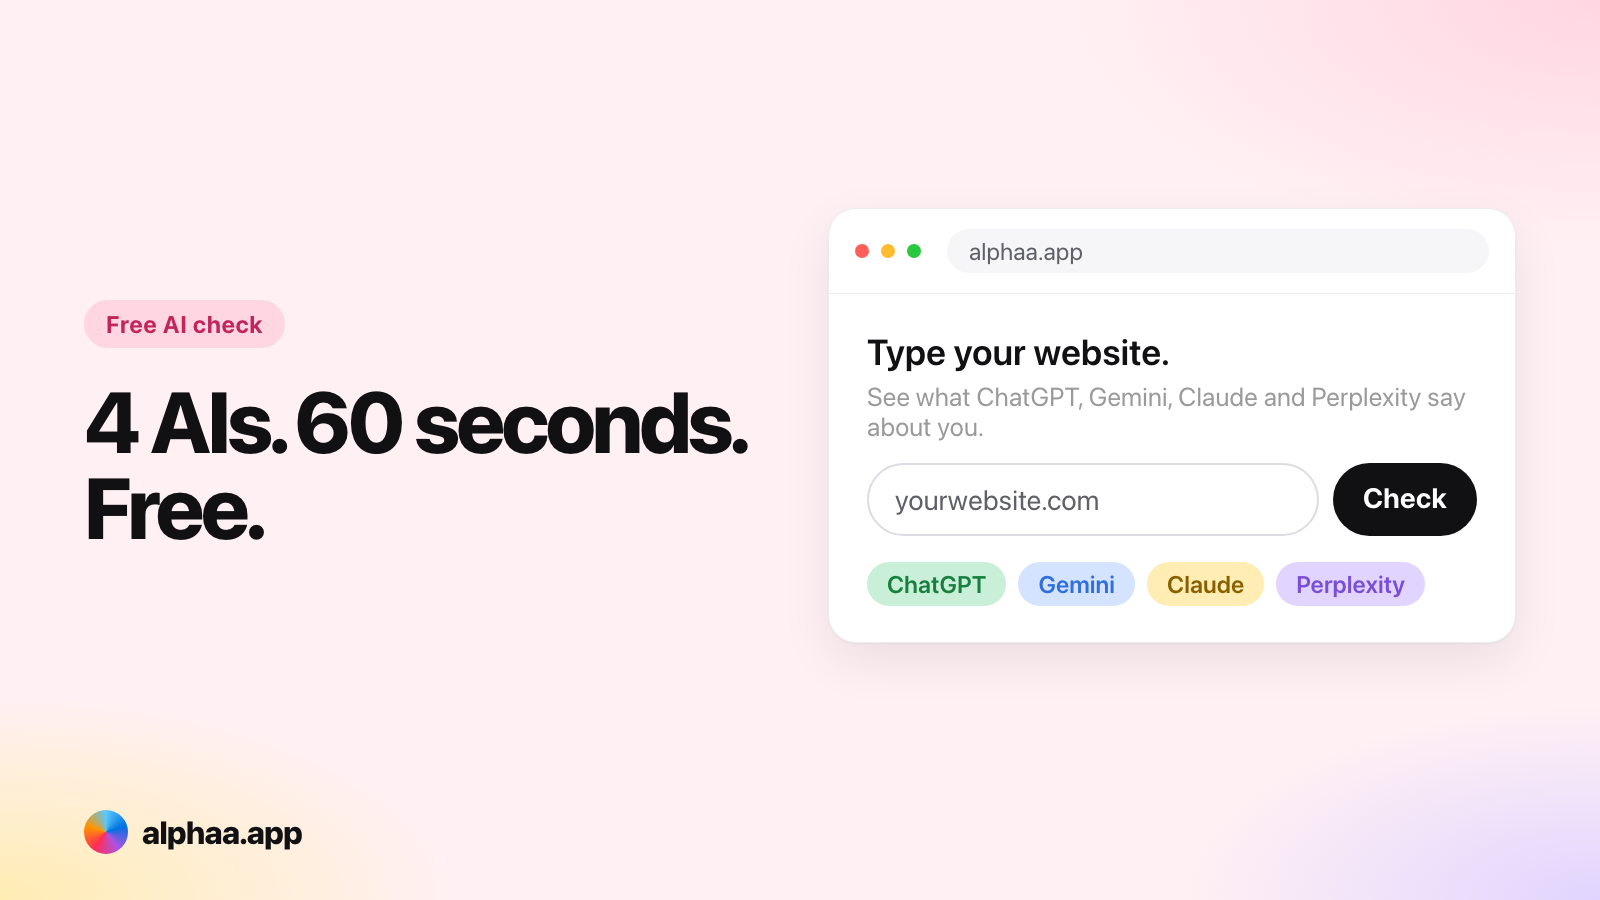 Free AI check
4 AIs. 60 seconds.
Free.
alphaa.app
alphaa.app
Type your website.
See what ChatGPT, Gemini, Claude and Perplexity say
about you.
yourwebsite.com
Check
ChatGPT
Gemini
Claude
Perplexity